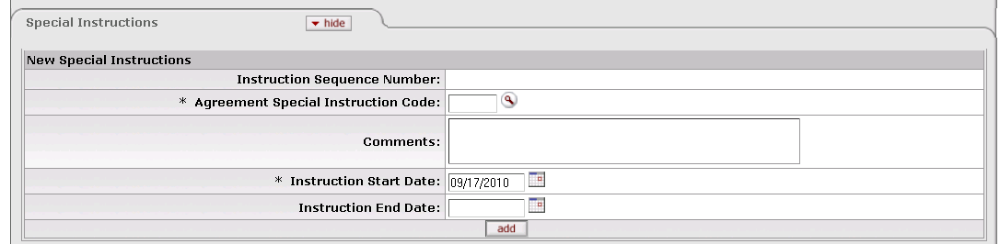 Special Instructions hide
New Special Instructions
Instruction Sequence Number:
* Agreement Special Instruction Code:
Comments:
* Instruction Start Date: 09/17/2010
Instruction End Date:
add